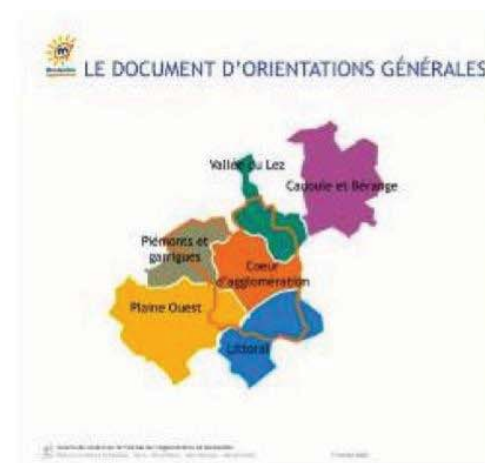 LE DOCUMENT D'ORIENTATIONS GÉNÉRALES
Vallée du Lez
Cadoule et Bérange
Piémonts et
garrigues
Coeur
d'agglomération
Plaine Ouest
Littoral